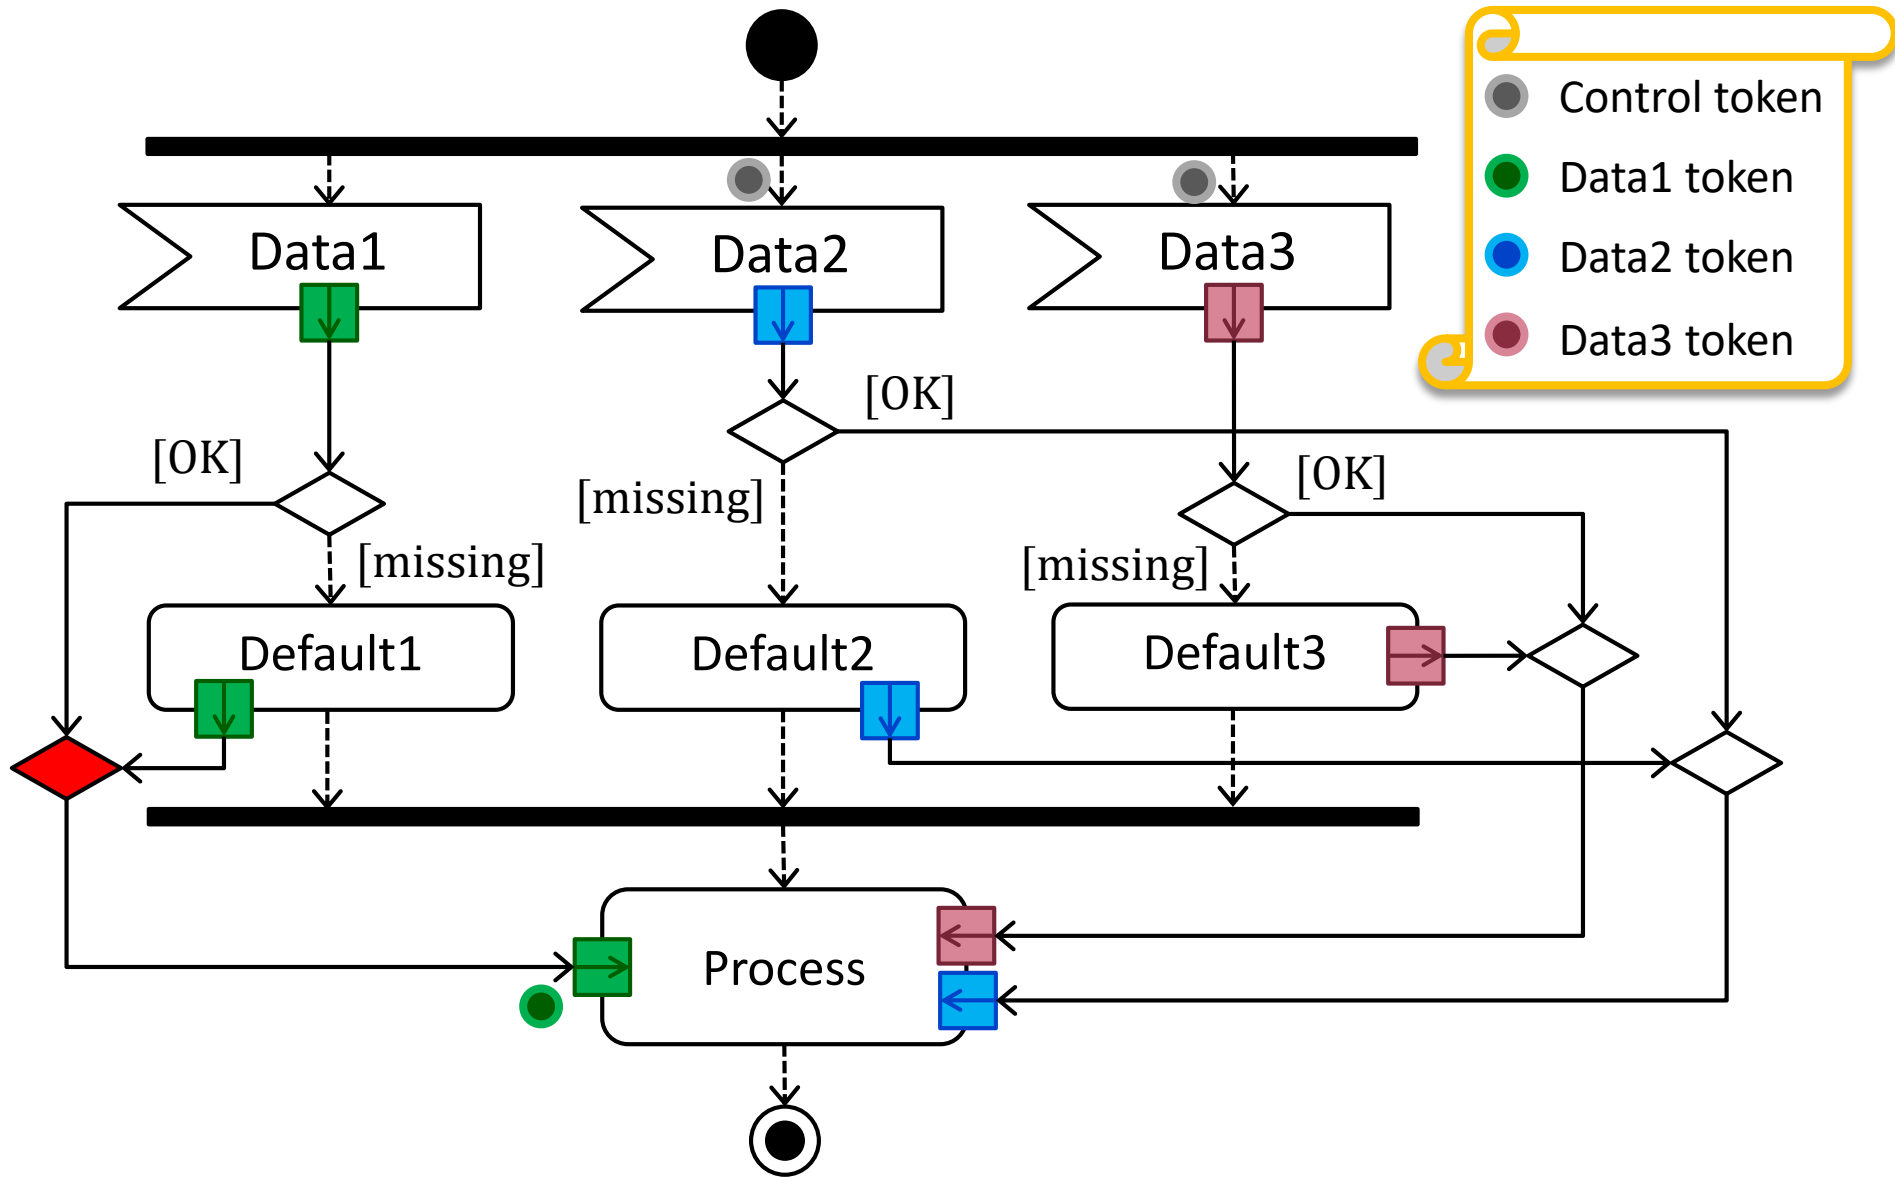 Control token
Data1 token
Data2 token
Data3 token
Data1
Data2
Data3
[OK]
[OK]
[OK]
[missing]
[missing]
[missing]
Default1
Default2
Default3
Process